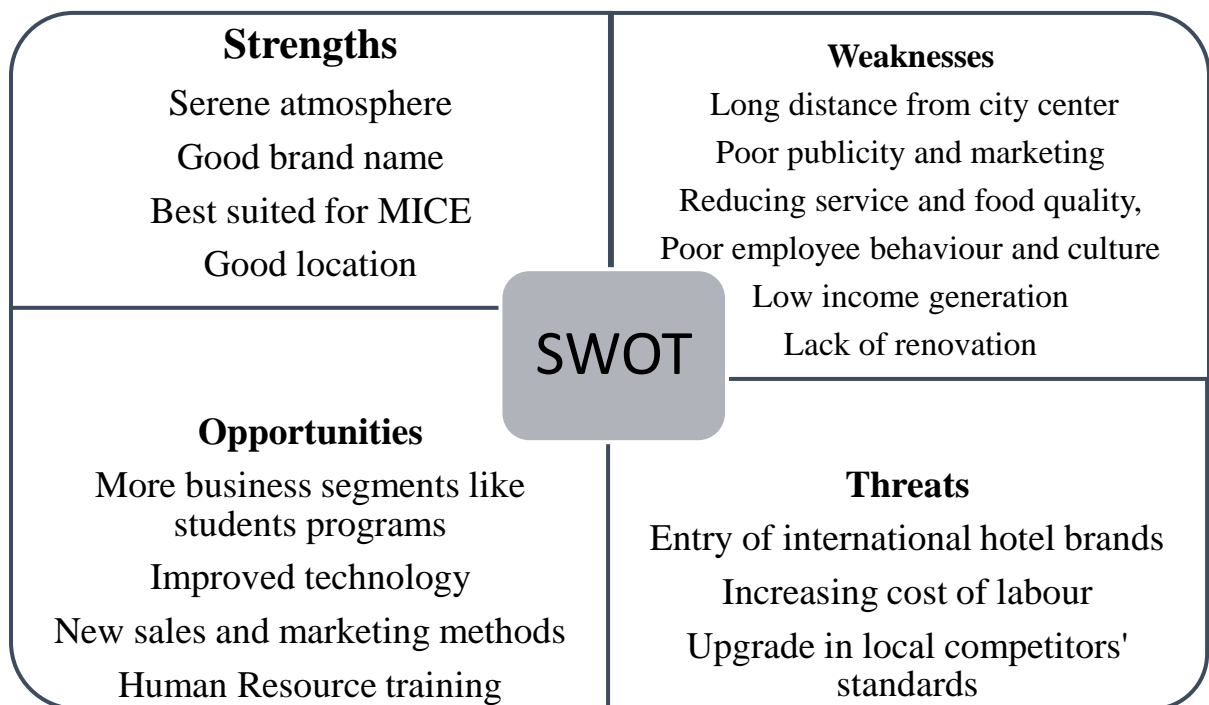 Strengths
Serene atmosphere
Good brand name
Best suited for MICE
Good location
Weaknesses
Long distance from city center
Poor publicity and marketing
Reducing service and food quality,
Poor employee behaviour and culture
Low income generation
Lack of renovation
SWOT
Opportunities
More business segments like
students programs
Improved technology
New sales and marketing methods
Human Resource training
Threats
Entry of international hotel brands
Increasing cost of labour
Upgrade in local competitors'
standards